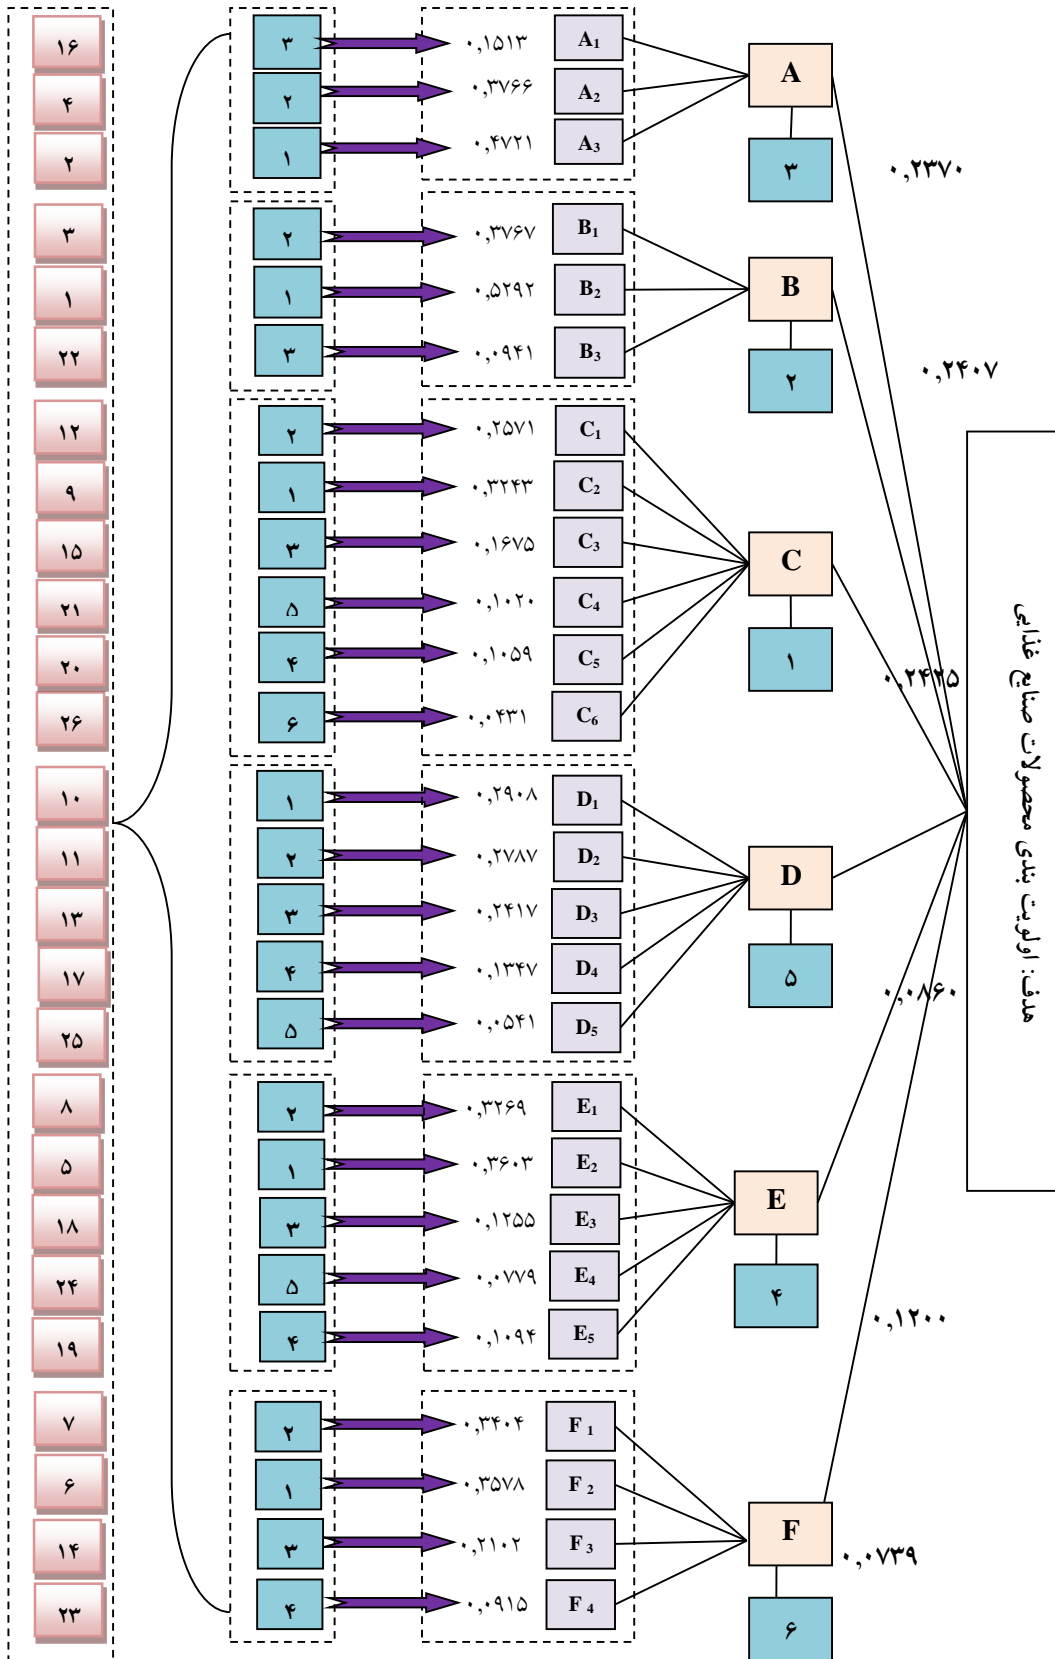 ۱۶ ۳ ۰,۱۵۱۳ A1
۴ ۲ ۰,۳۷۶۶ A2
۲ ۱ ۰,۴۷۲۱ A3
A
۳
۰,۲۳۷۰
۳ ۲ ۰,۳۷۶۷ B1
۱ ۱ ۰,۵۲۹۲ B2
۲۲ ۳ ۰,۰۹۴۱ B3
B
۲
۰,۲۴۰۷
۱۲ ۲ ۰,۲۵۷۱ C1
۹ ۱ ۰,۳۲۴۳ C2
۱۵ ۳ ۰,۱۶۷۵ C3
۲۱ ۵ ۰,۱۰۲۰ C4
۲۰ ۴ ۰,۱۰۵۹ C5
۲۶ ۶ ۰,۰۴۳۱ C6
C
۱
۰,۲۴۲۵
هدف: اولویت بندی محصولات صنایع غذایی
۱۰ ۱ ۰,۲۹۰۸ D1
۱۱ ۲ ۰,۲۷۸۷ D2
۱۳ ۳ ۰,۲۴۱۷ D3
۱۷ ۴ ۰,۱۳۴۷ D4
۲۵ ۵ ۰,۰۵۴۱ D5
D
۵
۰,۰۸۶۰
۸ ۲ ۰,۳۲۶۹ E1
۵ ۱ ۰,۳۶۰۳ E2
۱۸ ۳ ۰,۱۲۵۵ E3
۲۴ ۵ ۰,۰۷۷۹ E4
۱۹ ۴ ۰,۱۰۹۴ E5
E
۴
۰,۱۲۰۰
۷ ۲ ۰,۳۴۰۴ F 1
۶ ۱ ۰,۳۵۷۸ F 2
۱۴ ۳ ۰,۲۱۰۲ F 3
۲۳ ۴ ۰,۰۹۱۵ F 4
F
۶
۰,۰۷۳۹